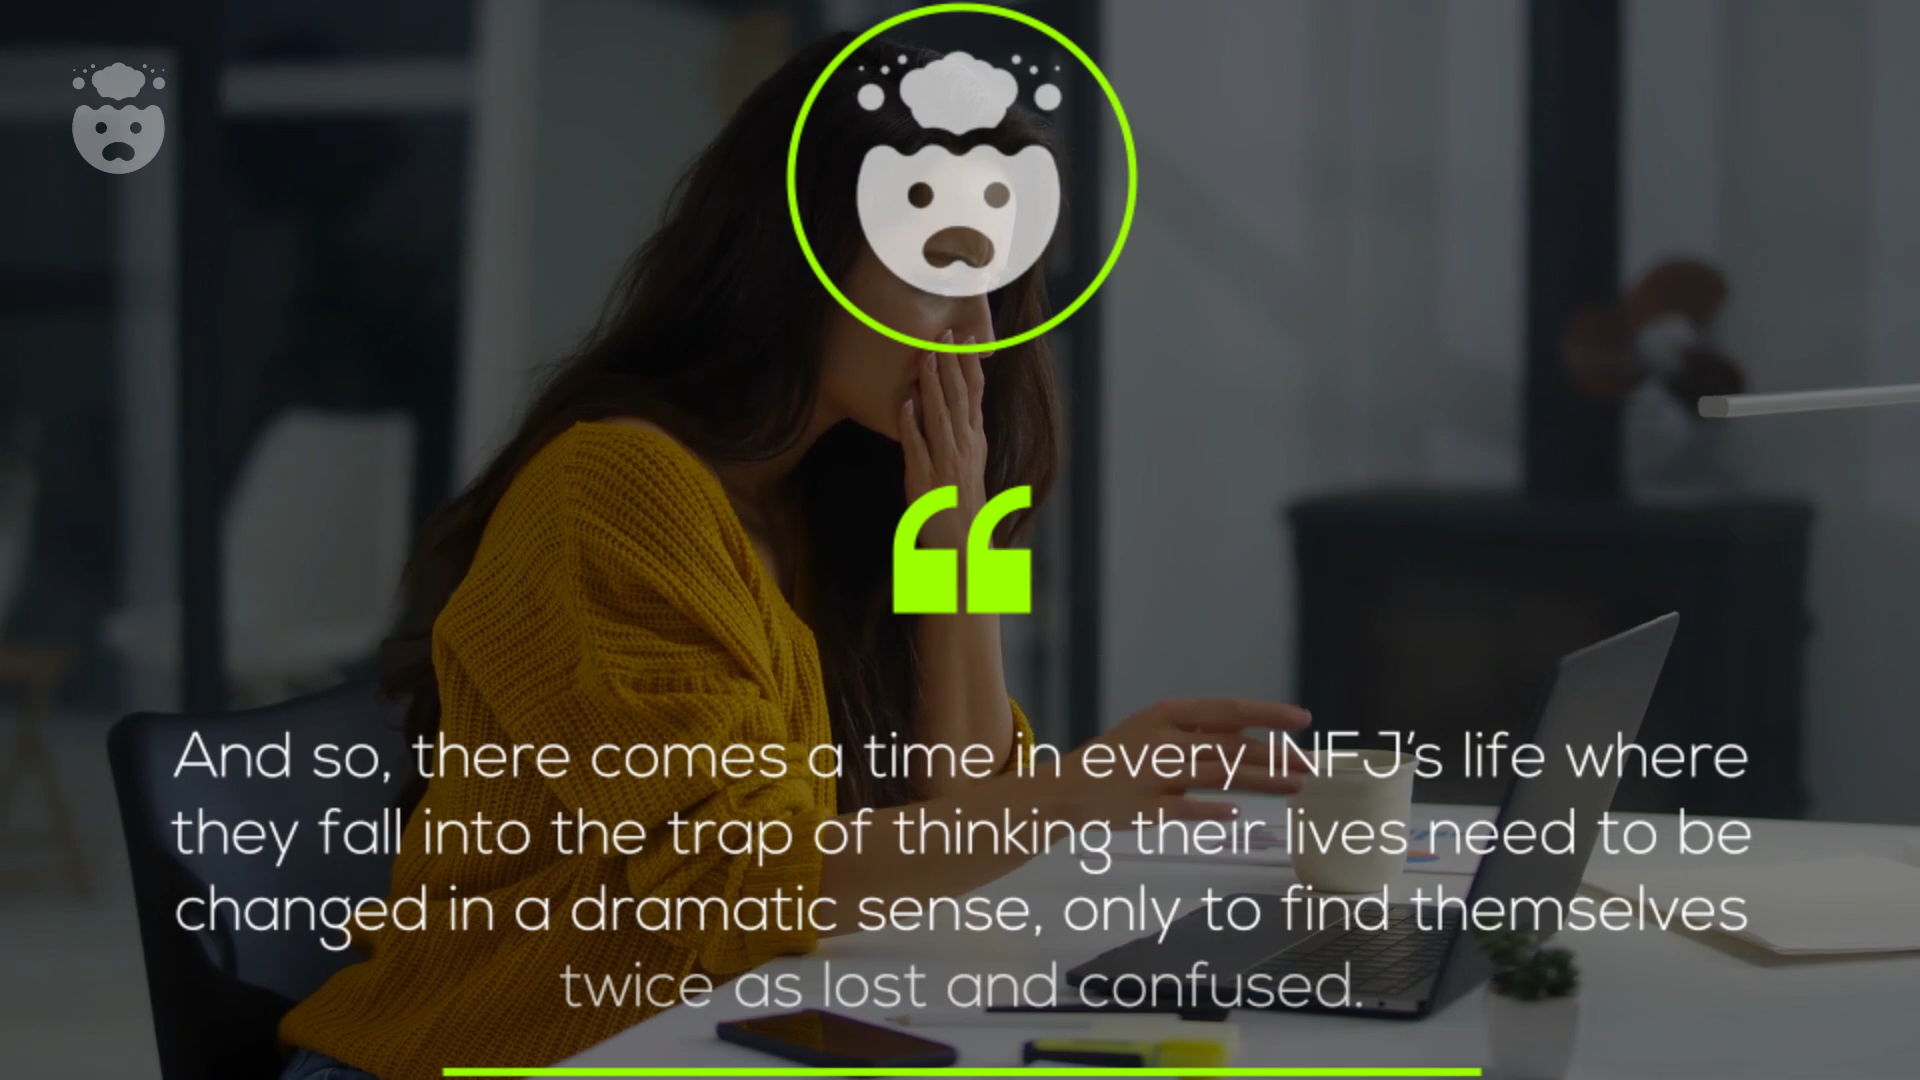 “
And so, there comes a time in every INFJ’s life where
they fall into the trap of thinking their lives need to be
changed in a dramatic sense, only to find themselves
twice as lost and confused.